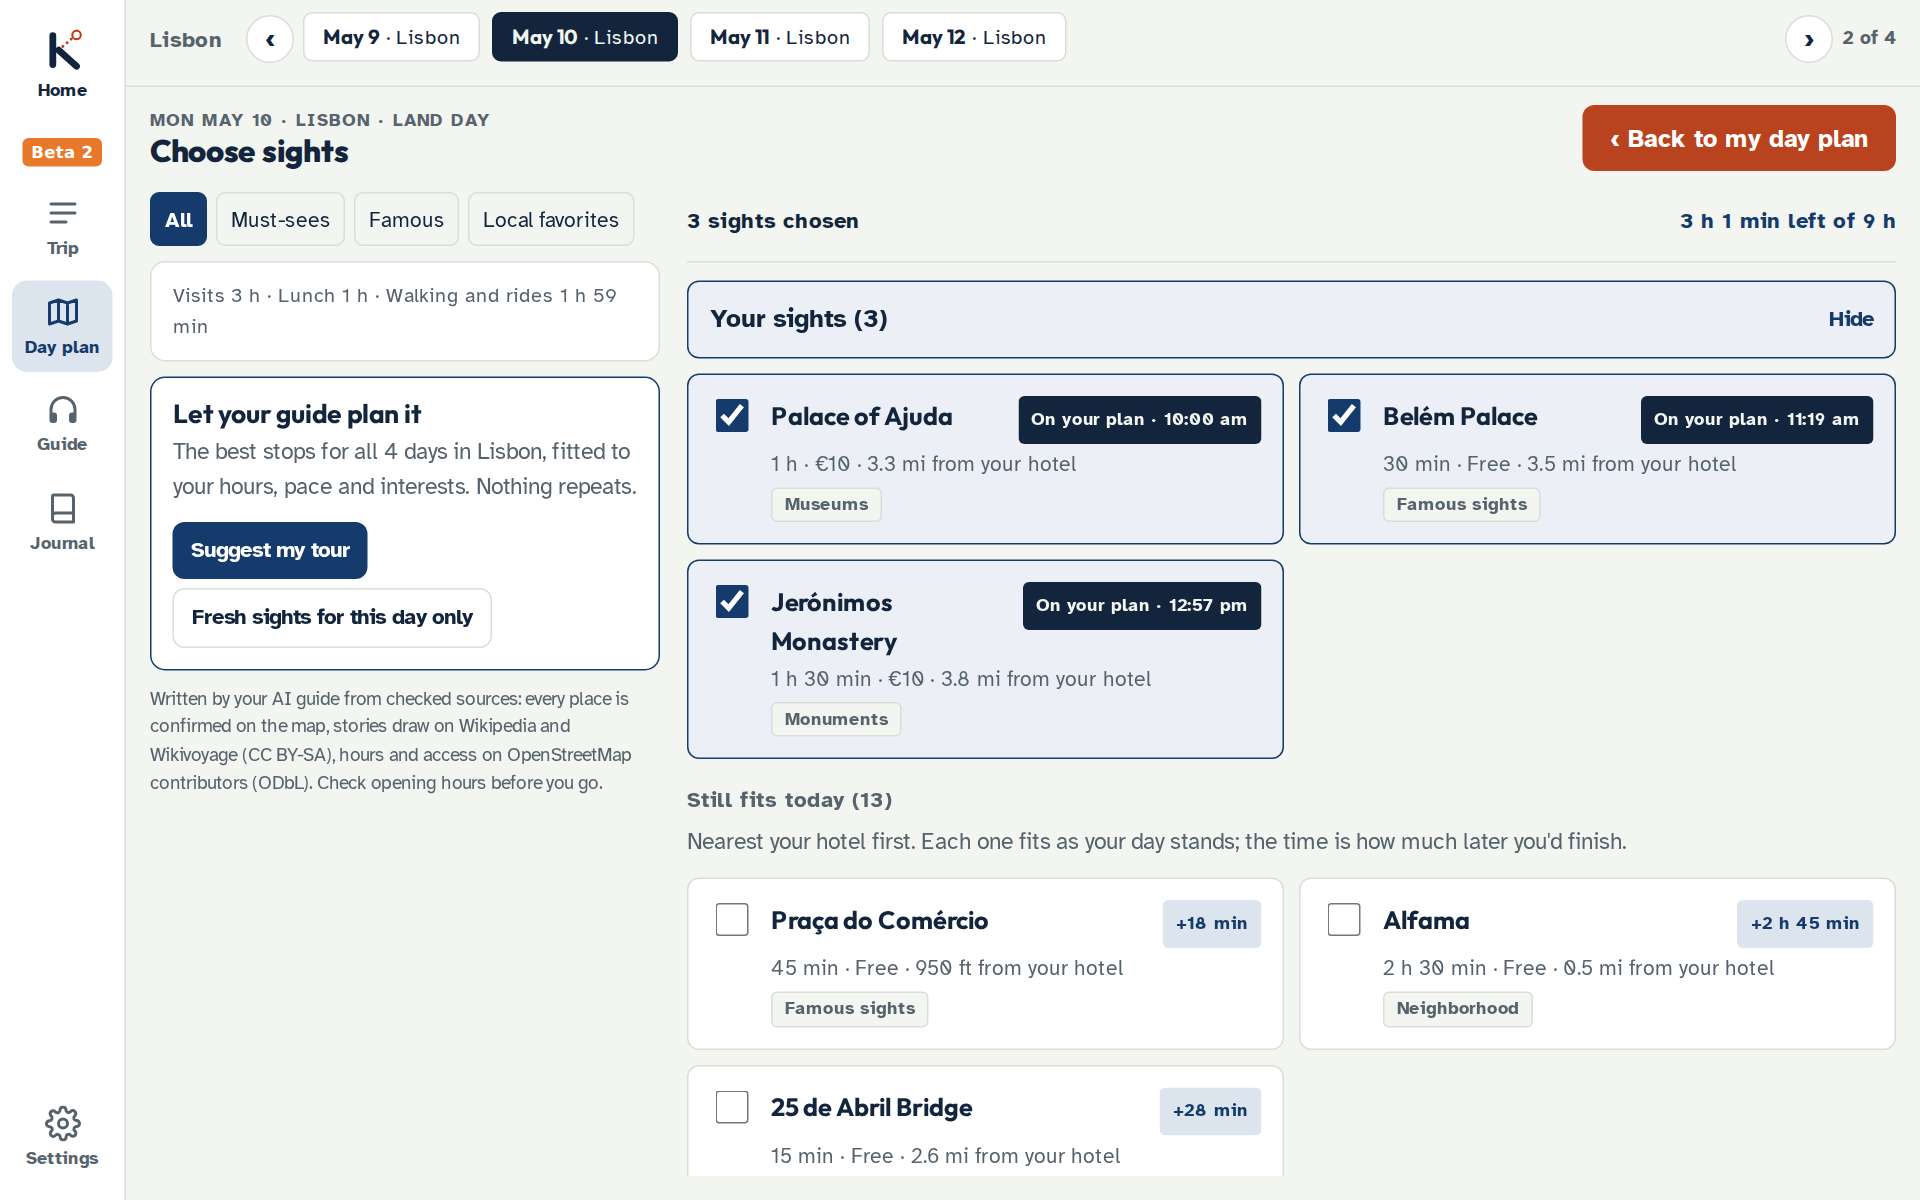 Home
Beta 2
Trip
Day plan
Guide
Journal
Settings
Lisbon
‹
May 9 · Lisbon
May 10 · Lisbon
May 11 · Lisbon
May 12 · Lisbon
›
2 of 4
MON MAY 10 · LISBON · LAND DAY
Choose sights
‹ Back to my day plan
All
Must-sees
Famous
Local favorites
Visits 3 h · Lunch 1 h · Walking and rides 1 h 59
min
Let your guide plan it
The best stops for all 4 days in Lisbon, fitted to
your hours, pace and interests. Nothing repeats.
Suggest my tour
Fresh sights for this day only
Written by your AI guide from checked sources: every place is
confirmed on the map, stories draw on Wikipedia and
Wikivoyage (CC BY-SA), hours and access on OpenStreetMap
contributors (ODbL). Check opening hours before you go.
3 sights chosen
3 h 1 min left of 9 h
Your sights (3)
Hide
Palace of Ajuda
On your plan · 10:00 am
1 h · €10 · 3.3 mi from your hotel
Museums
Belém Palace
On your plan · 11:19 am
30 min · Free · 3.5 mi from your hotel
Famous sights
Jerónimos
Monastery
On your plan · 12:57 pm
1 h 30 min · €10 · 3.8 mi from your hotel
Monuments
Still fits today (13)
Nearest your hotel first. Each one fits as your day stands; the time is how much later you'd finish.
Praça do Comércio
+18 min
45 min · Free · 950 ft from your hotel
Famous sights
Alfama
+2 h 45 min
2 h 30 min · Free · 0.5 mi from your hotel
Neighborhood
25 de Abril Bridge
+28 min
15 min · Free · 2.6 mi from your hotel